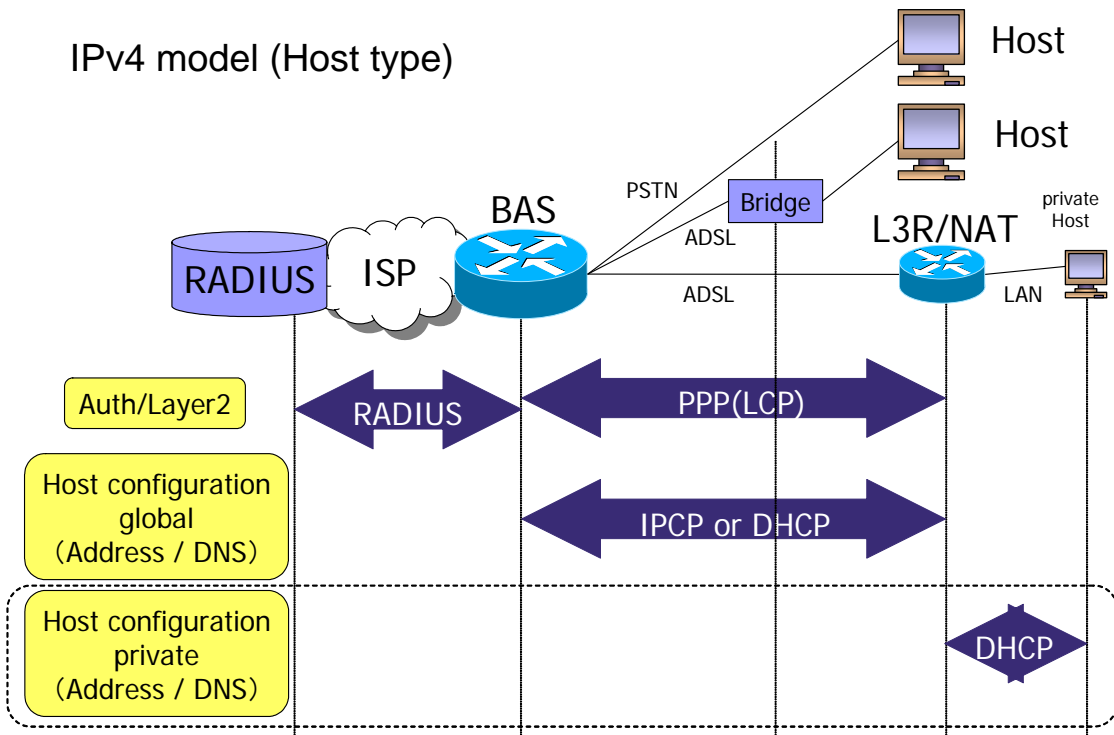 IPv4 model (Host type)
Host
Host
PSTN
Bridge
private
Host
BAS
ADSL
L3R/NAT
RADIUS
ISP
ADSL
LAN
Auth/Layer2
RADIUS
PPP(LCP)
Host configuration
global
(Address / DNS)
IPCP or DHCP
Host configuration
private
(Address / DNS)
DHCP